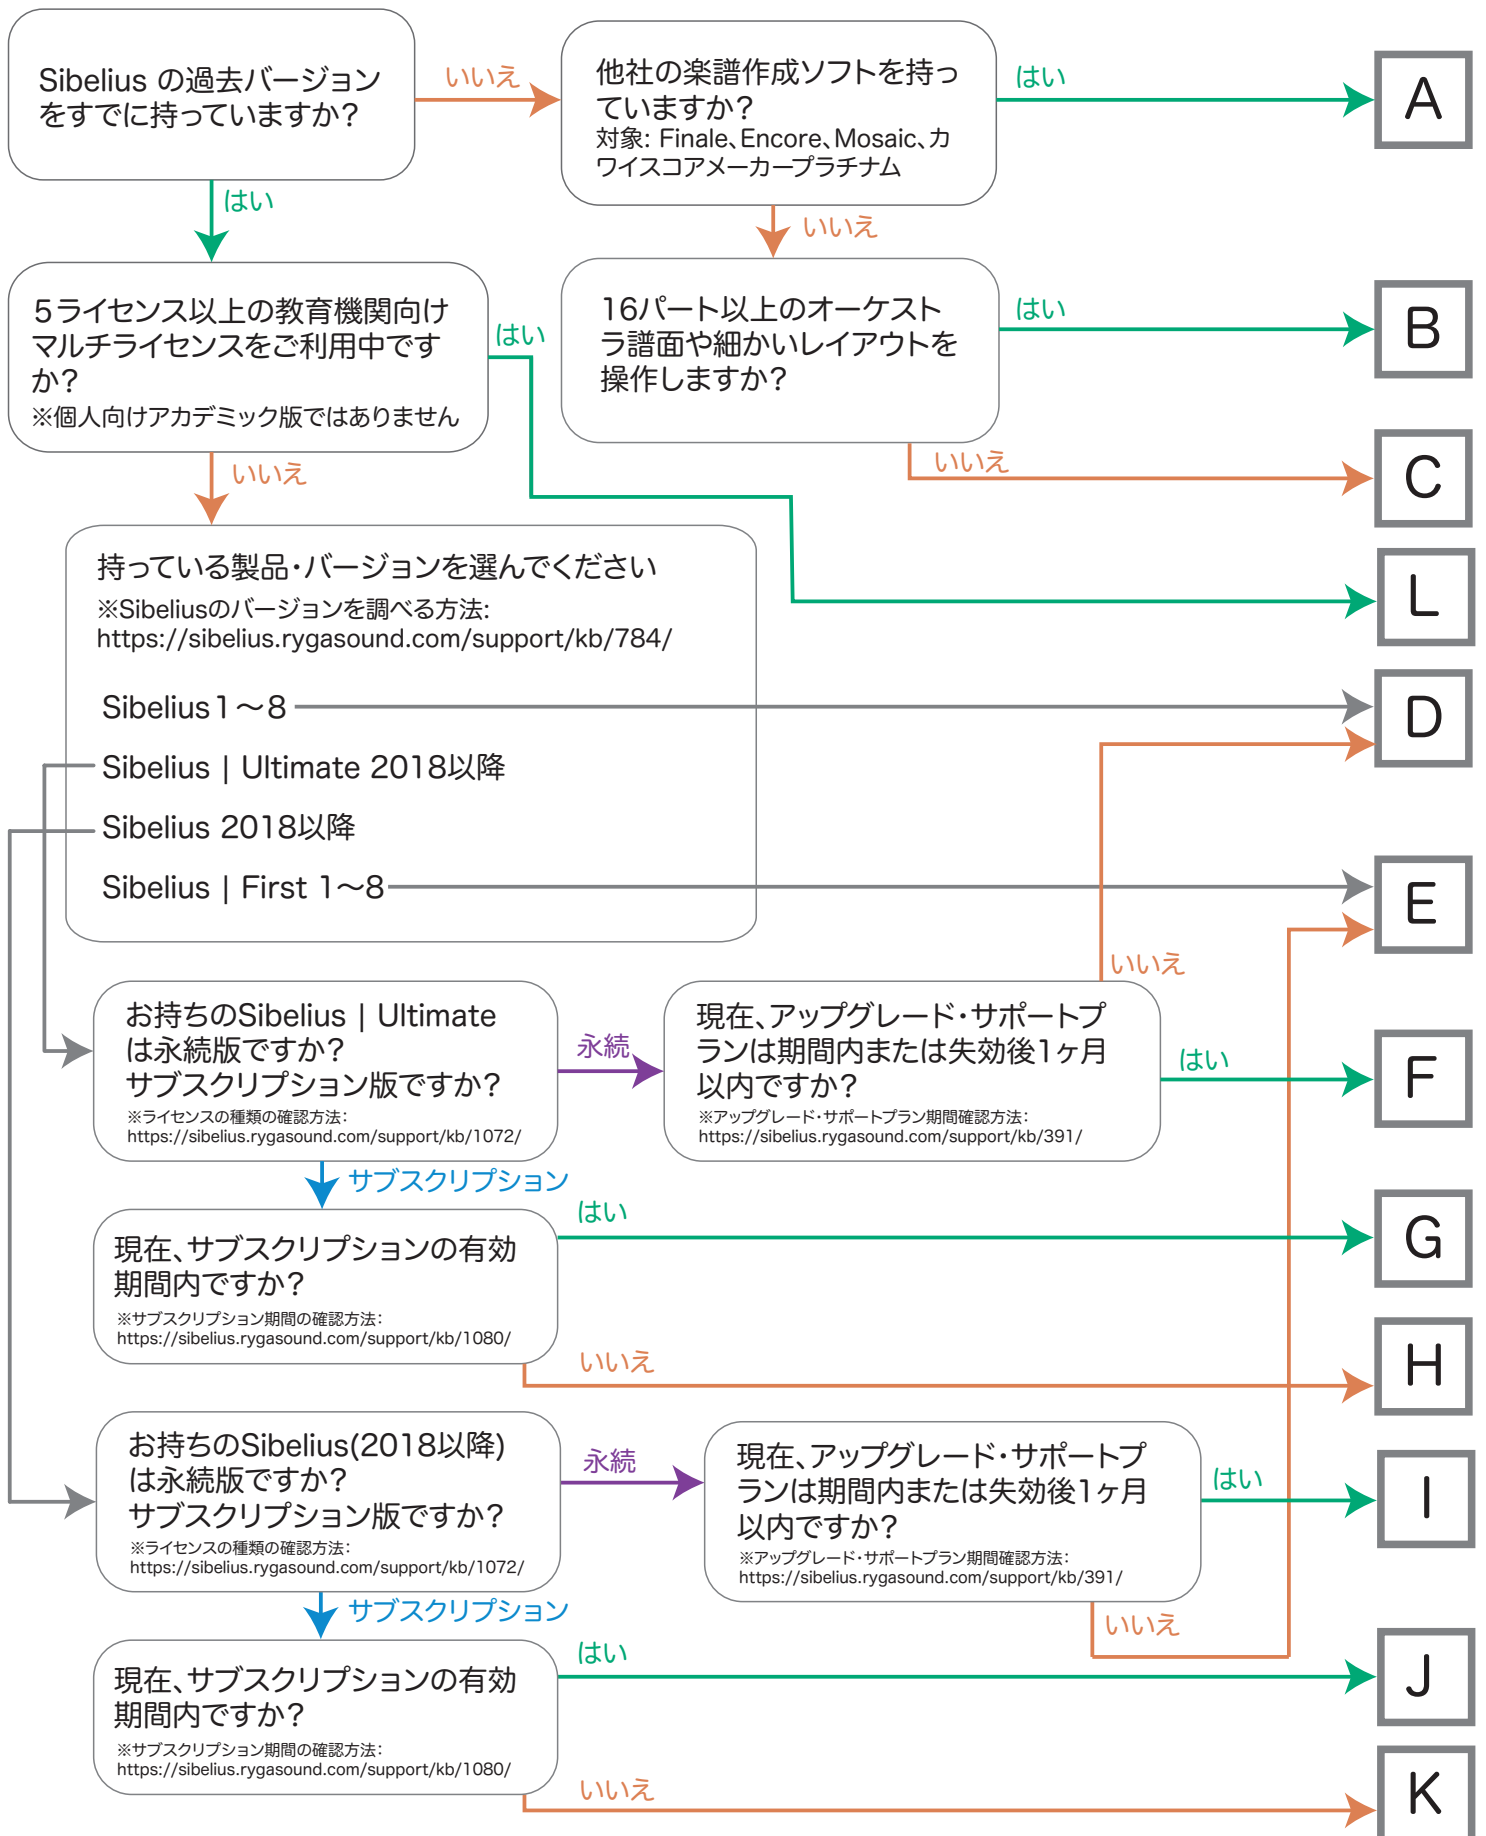 Sibelius の過去バージョン
をすでに持っていますか?
いいえ
他社の楽譜作成ソフトを持っ
ていますか?
対象: Finale、Encore、Mosaic、カ
ワイスコアメーカープラチナム
はい
A
はい
いいえ
5ライセンス以上の教育機関向け
マルチライセンスをご利用中です
か?
※個人向けアカデミック版ではありません
はい
16パート以上のオーケスト
ラ譜面や細かいレイアウトを
操作しますか?
はい
B
いいえ
C
いいえ
L
持っている製品・バージョンを選んでください
※Sibeliusのバージョンを調べる方法:
https://sibelius.rygasound.com/support/kb/784/
Sibelius1〜8
D
Sibelius | Ultimate 2018以降
Sibelius 2018以降
Sibelius | First 1〜8
E
いいえ
お持ちのSibelius | Ultimate
は永続版ですか?
サブスクリプション版ですか?
※ライセンスの種類の確認方法:
https://sibelius.rygasound.com/support/kb/1072/
永続
現在、アップグレード・サポートプ
ランは期間内または失効後1ヶ月
以内ですか?
※アップグレード・サポートプラン期間確認方法:
https://sibelius.rygasound.com/support/kb/391/
はい
F
サブスクリプション
現在、サブスクリプションの有効
期間内ですか?
※サブスクリプション期間の確認方法:
https://sibelius.rygasound.com/support/kb/1080/
はい
G
いいえ
H
お持ちのSibelius(2018以降)
は永続版ですか?
サブスクリプション版ですか?
※ライセンスの種類の確認方法:
https://sibelius.rygasound.com/support/kb/1072/
永続
現在、アップグレード・サポートプ
ランは期間内または失効後1ヶ月
以内ですか?
※アップグレード・サポートプラン期間確認方法:
https://sibelius.rygasound.com/support/kb/391/
はい
I
サブスクリプション
いいえ
現在、サブスクリプションの有効
期間内ですか?
※サブスクリプション期間の確認方法:
https://sibelius.rygasound.com/support/kb/1080/
はい
J
いいえ
K